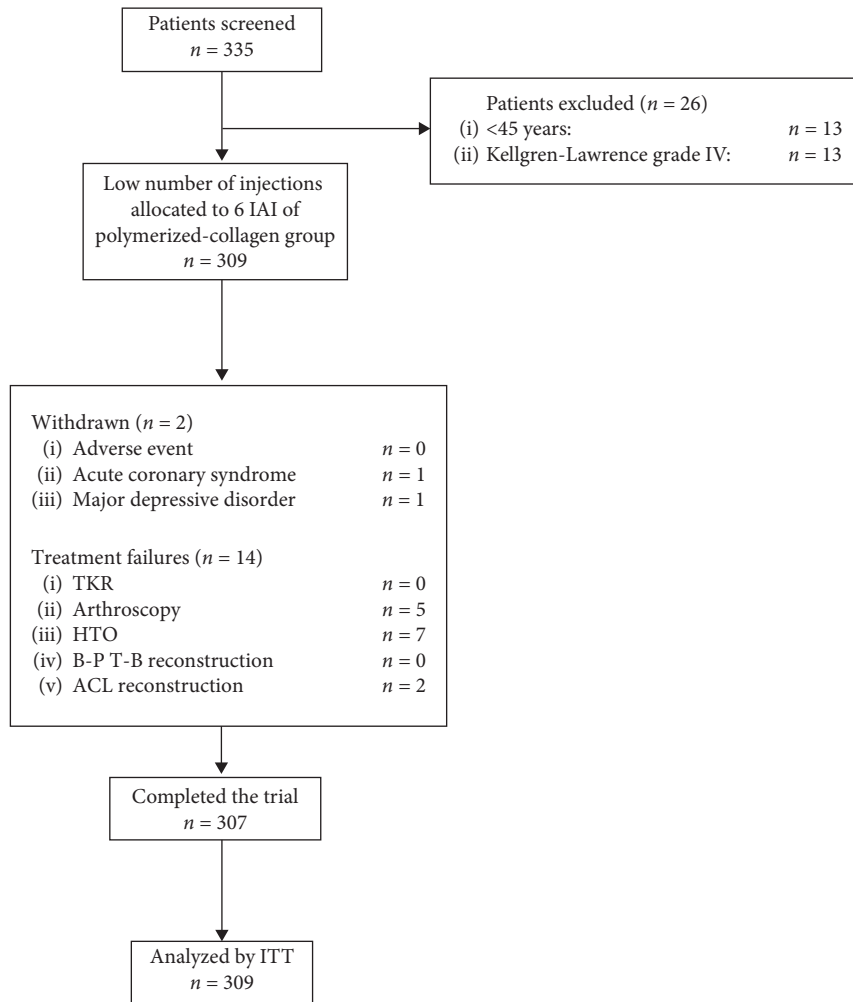 Patients screened
n = 335
Patients excluded (n = 26)
(i) <45 years: n = 13
(ii) Kellgren-Lawrence grade IV: n = 13
Low number of injections
allocated to 6 IAI of
polymerized-collagen group
n = 309
Withdrawn (n = 2)
(i) Adverse event n = 0
(ii) Acute coronary syndrome n = 1
(iii) Major depressive disorder n = 1
Treatment failures (n = 14)
(i) TKR n = 0
(ii) Arthroscopy n = 5
(iii) HTO n = 7
(iv) B-P T-B reconstruction n = 0
(v) ACL reconstruction n = 2
Completed the trial
n = 307
Analyzed by ITT
n = 309